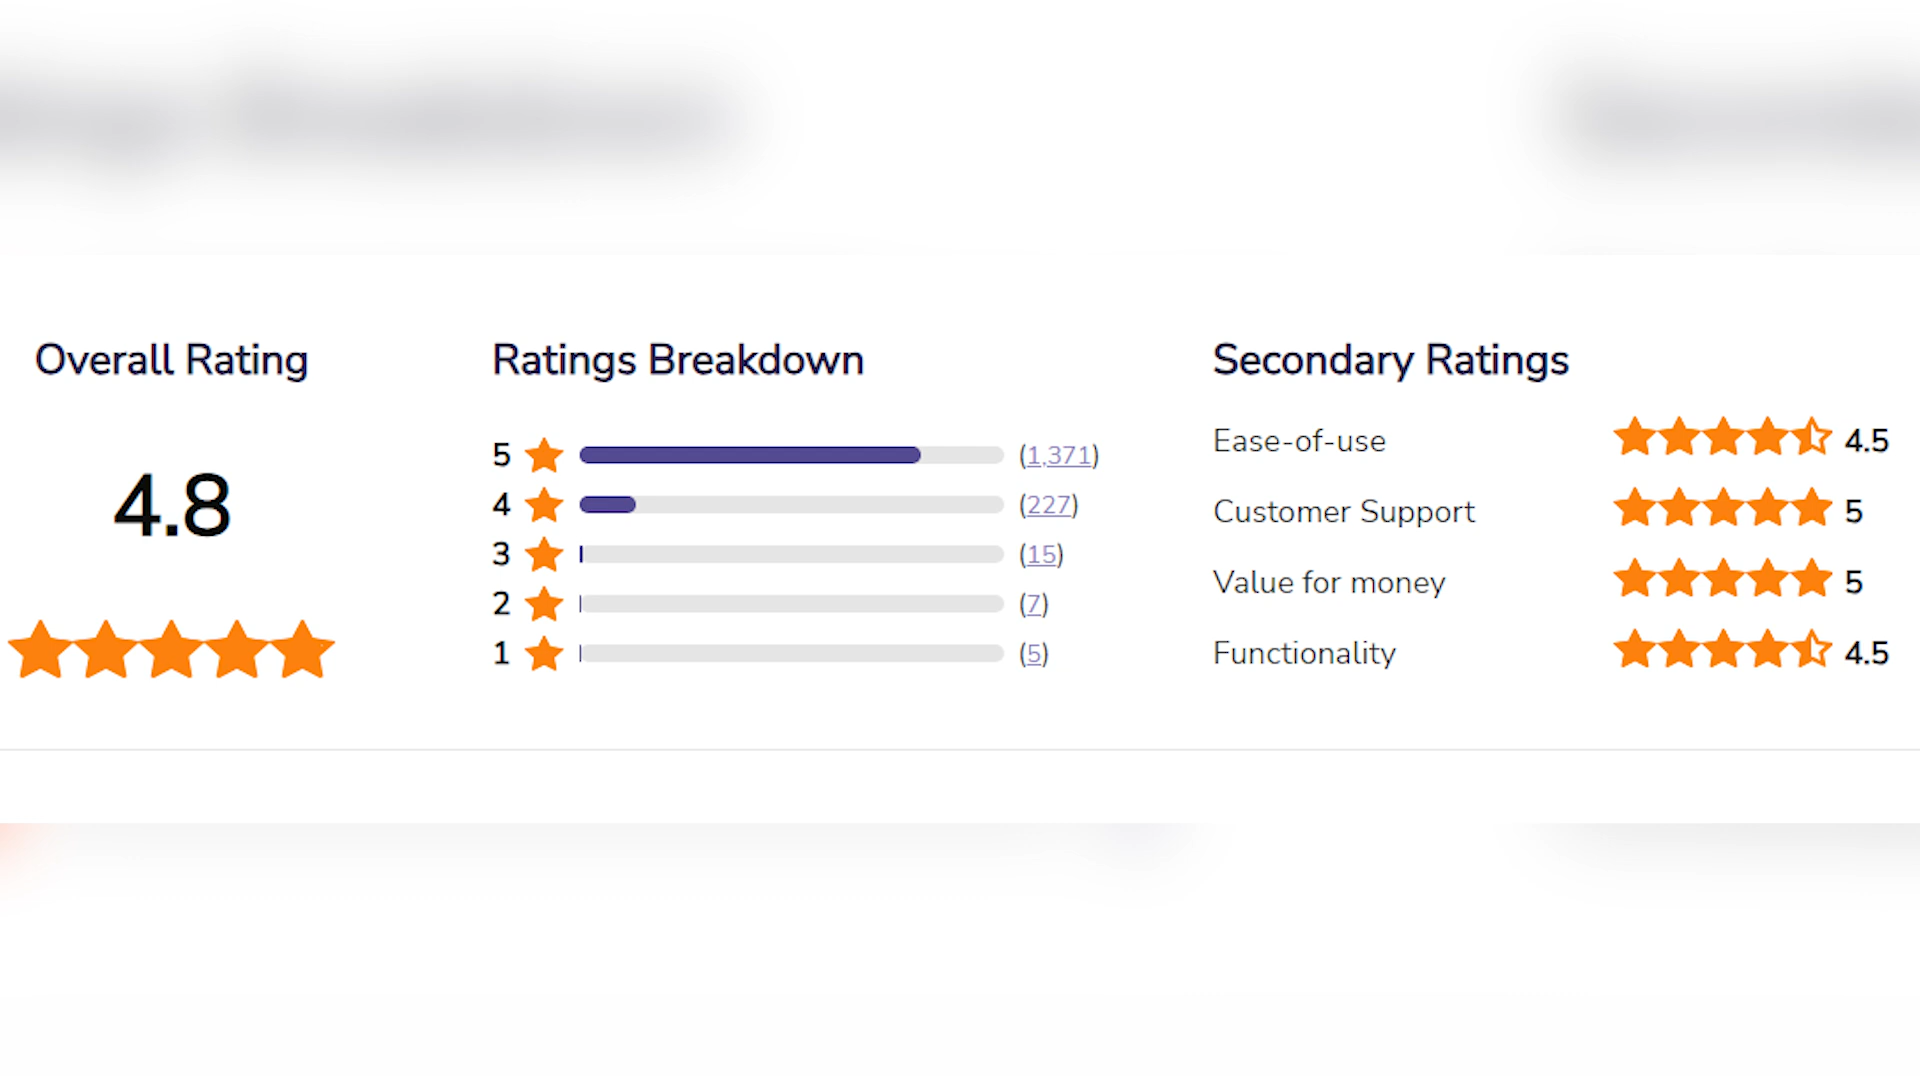 Overall Rating
4.8
Ratings Breakdown
5 (1,371)
4 (227)
3 (15)
2 (7)
1 (5)
Secondary Ratings
Ease-of-use 4.5
Customer Support 5
Value for money 5
Functionality 4.5